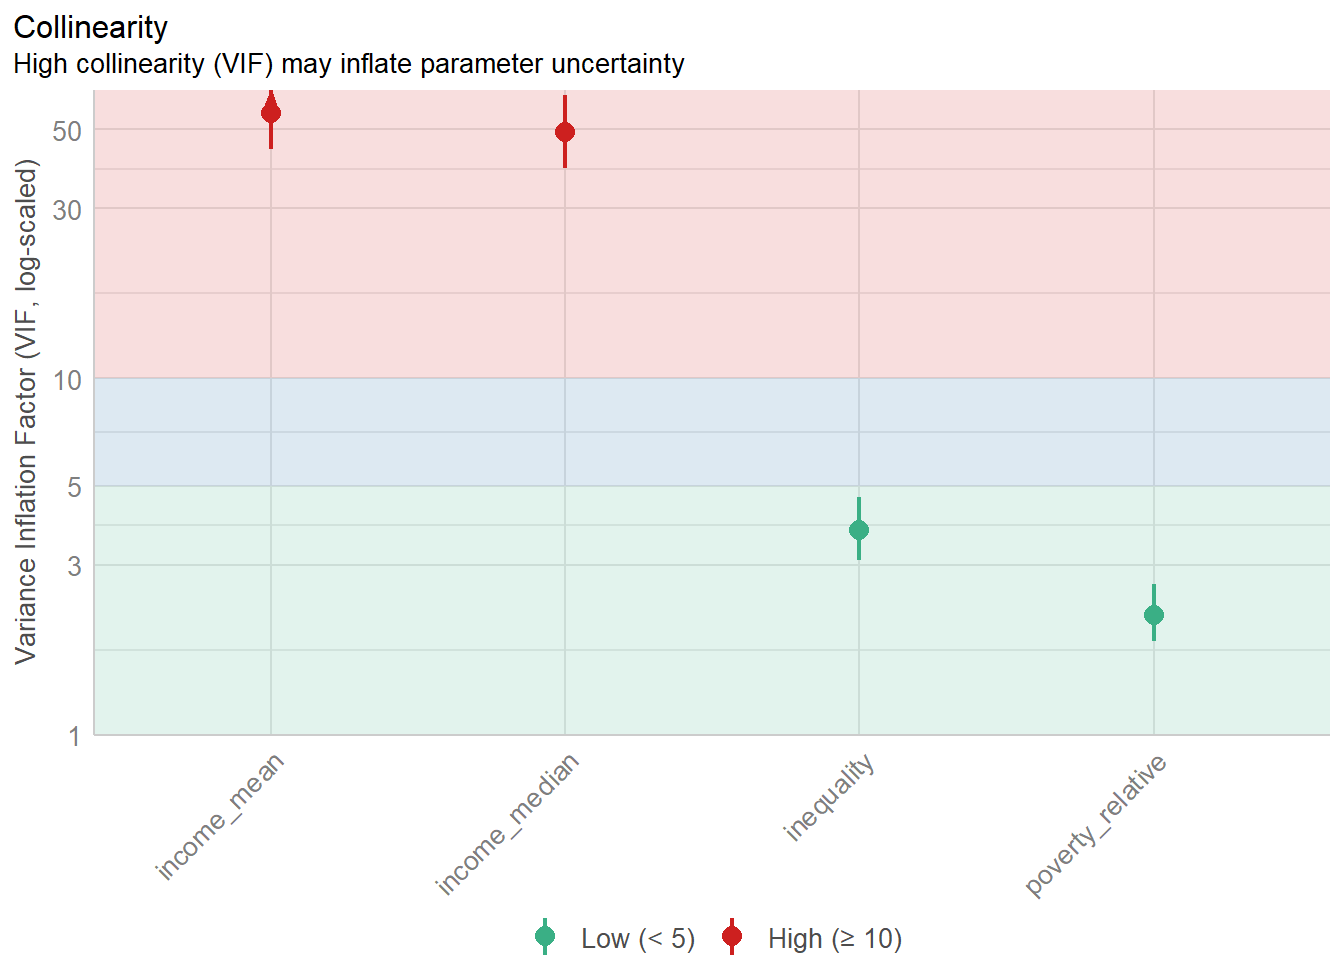 Collinearity
High collinearity (VIF) may inflate parameter uncertainty
Variance Inflation Factor (VIF, log-scaled)
50
30
10
5
3
1
income_mean
income_median
inequality
poverty_relative
Low (< 5)
High (≥ 10)